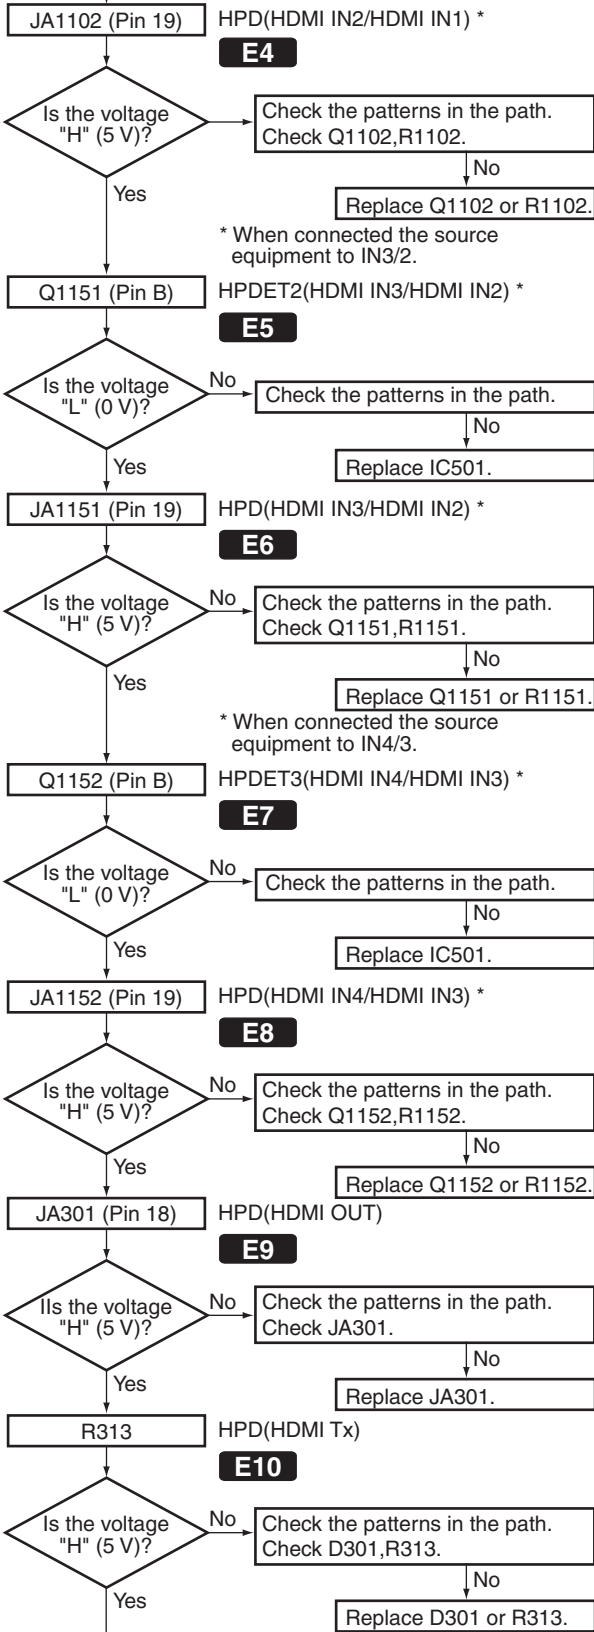 JA1102 (Pin 19)
HPD(HDMI IN2/HDMI IN1) *
E4
Is the voltage
"H" (5 V)?
Check the patterns in the path.
Check Q1102,R1102.
No
Yes
Replace Q1102 or R1102.
* When connected the source
equipment to IN3/2.
Q1151 (Pin B)
HPDET2(HDMI IN3/HDMI IN2) *
E5
Is the voltage
"L" (0 V)?
No
Check the patterns in the path.
No
Yes
Replace IC501.
JA1151 (Pin 19)
HPD(HDMI IN3/HDMI IN2) *
E6
Is the voltage
"H" (5 V)?
No
Check the patterns in the path.
Check Q1151,R1151.
No
Yes
Replace Q1151 or R1151.
* When connected the source
equipment to IN4/3.
Q1152 (Pin B)
HPDET3(HDMI IN4/HDMI IN3) *
E7
Is the voltage
"L" (0 V)?
No
Check the patterns in the path.
No
Yes
Replace IC501.
JA1152 (Pin 19)
HPD(HDMI IN4/HDMI IN3) *
E8
Is the voltage
"H" (5 V)?
No
Check the patterns in the path.
Check Q1152,R1152.
No
Yes
Replace Q1152 or R1152.
JA301 (Pin 18)
HPD(HDMI OUT)
E9
IIs the voltage
"H" (5 V)?
No
Check the patterns in the path.
Check JA301.
No
Yes
Replace JA301.
R313
HPD(HDMI Tx)
E10
Is the voltage
"H" (5 V)?
No
Check the patterns in the path.
Check D301,R313.
No
Yes
Replace D301 or R313.